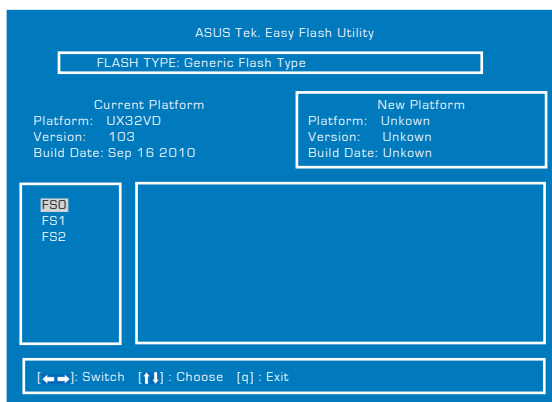 ASUS Tek. Easy Flash Utility
FLASH TYPE: Generic Flash Type
Current Platform
Platform: UX32VD
Version: 103
Build Date: Sep 16 2010
New Platform
Platform: Unkown
Version: Unkown
Build Date: Unkown
FS0
FS1
FS2
[←→]: Switch [↑↓] : Choose [q] : Exit